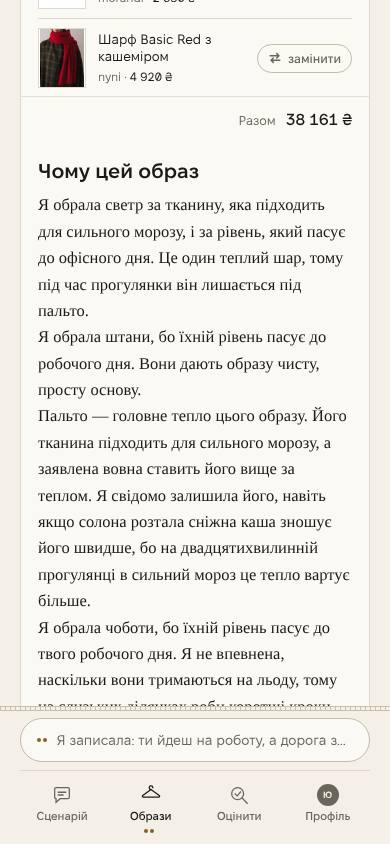 Шарф Basic Red з
кашеміром
nyni · 4 920 ₴
замінити
Разом 38 161 ₴
Чому цей образ
Я обрала светр за тканину, яка підходить
для сильного морозу, і за рівень, який пасує
до офісного дня. Це один теплий шар, тому
під час прогулянки він лишається під
пальто.
Я обрала штани, бо їхній рівень пасує до
робочого дня. Вони дають образу чисту,
просту основу.
Пальто — головне тепло цього образу. Його
тканина підходить для сильного морозу, а
заявлена вовна ставить його вище за
теплом. Я свідомо залишила його, навіть
якщо солона розтала сніжна каша зношує
його швидше, бо на двадцятихвилинній
прогулянці в сильний мороз це тепло вартує
більше.
Я обрала чоботи, бо їхній рівень пасує до
твого робочого дня. Я не впевнена,
наскільки вони тримаються на льоду, тому
Я записала: ти йдеш на роботу, а дорога з…
Сценарій
Образи
Оцінити
Ю
Профіль